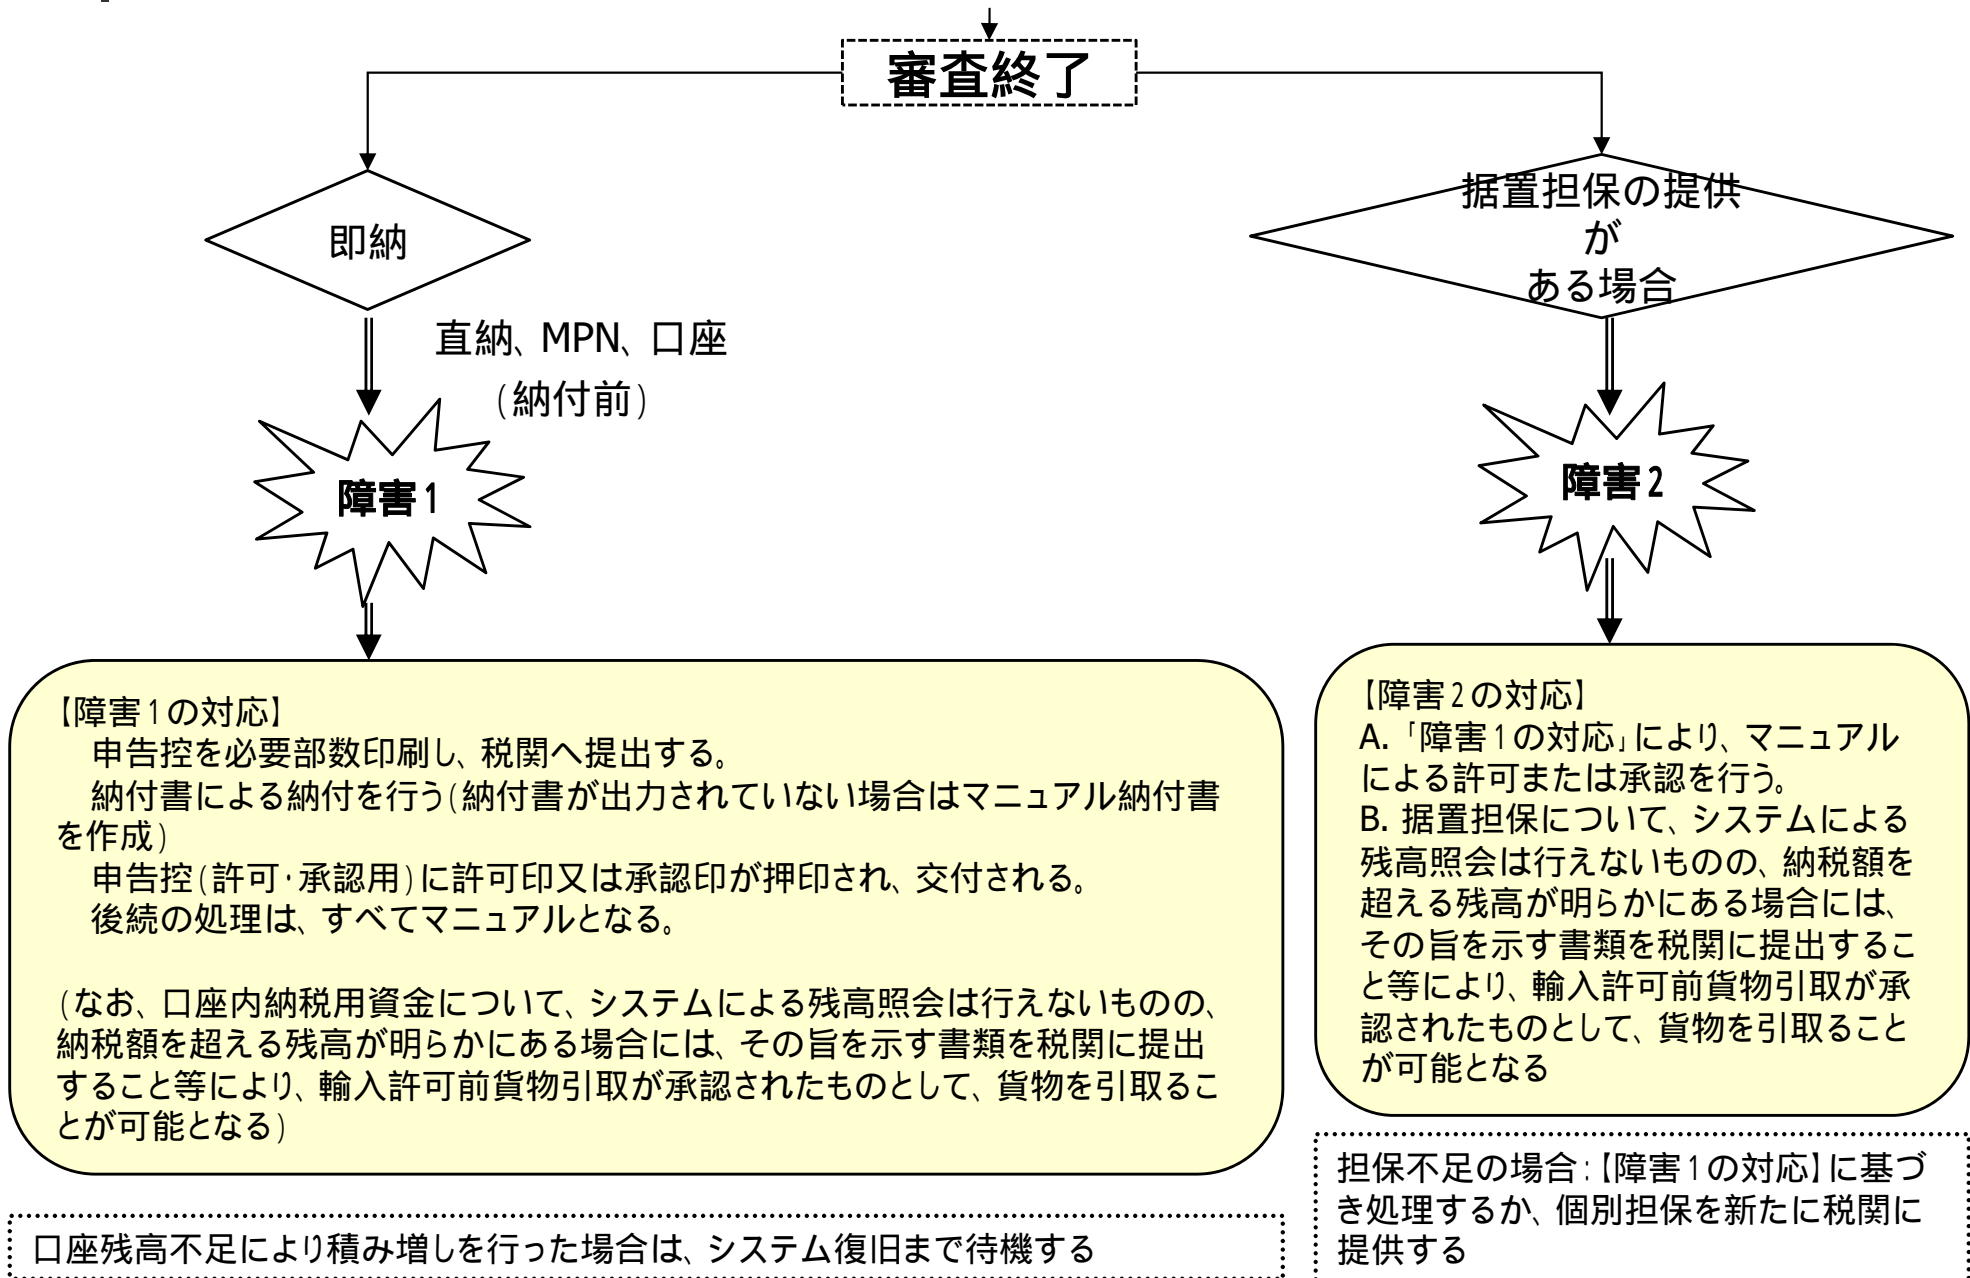 審査終了
即納
直納、MPN、口座
(納付前)
障害1
据置担保の提供
が
ある場合
障害2
【障害1の対応】
申告控を必要部数印刷し、税関へ提出する。
納付書による納付を行う(納付書が出力されていない場合はマニュアル納付書
を作成)
申告控(許可・承認用)に許可印又は承認印が押印され、交付される。
後続の処理は、すべてマニュアルとなる。
(なお、口座内納税用資金について、システムによる残高照会は行えないものの、
納税額を超える残高が明らかにある場合には、その旨を示す書類を税関に提出
すること等により、輸入許可前貨物引取が承認されたものとして、貨物を引取るこ
とが可能となる)
口座残高不足により積み増しを行った場合は、システム復旧まで待機する
【障害2の対応】
A.「障害1の対応」により、マニュアル
による許可または承認を行う。
B. 据置担保について、システムによる
残高照会は行えないものの、納税額を
超える残高が明らかにある場合には、
その旨を示す書類を税関に提出するこ
と等により、輸入許可前貨物引取が承
認されたものとして、貨物を引取ること
が可能となる
担保不足の場合:【障害1の対応】に基づ
き処理するか、個別担保を新たに税関に
提供する